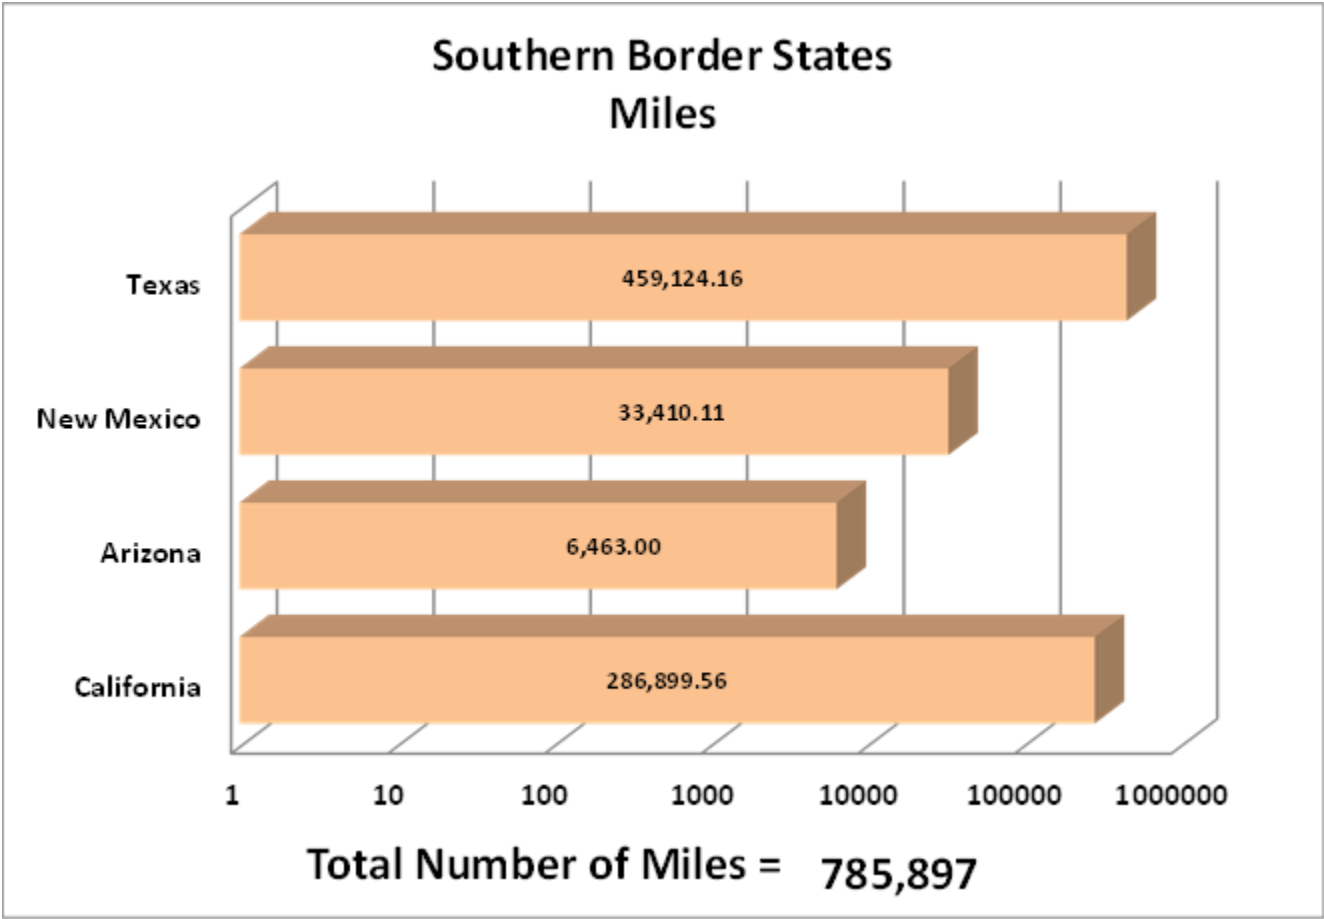 Southern Border States
Miles
Texas
459,124.16
New Mexico
33,410.11
Arizona
6,463.00
California
286,899.56
1 10 100 1000 10000 100000 1000000
Total Number of Miles = 785,897